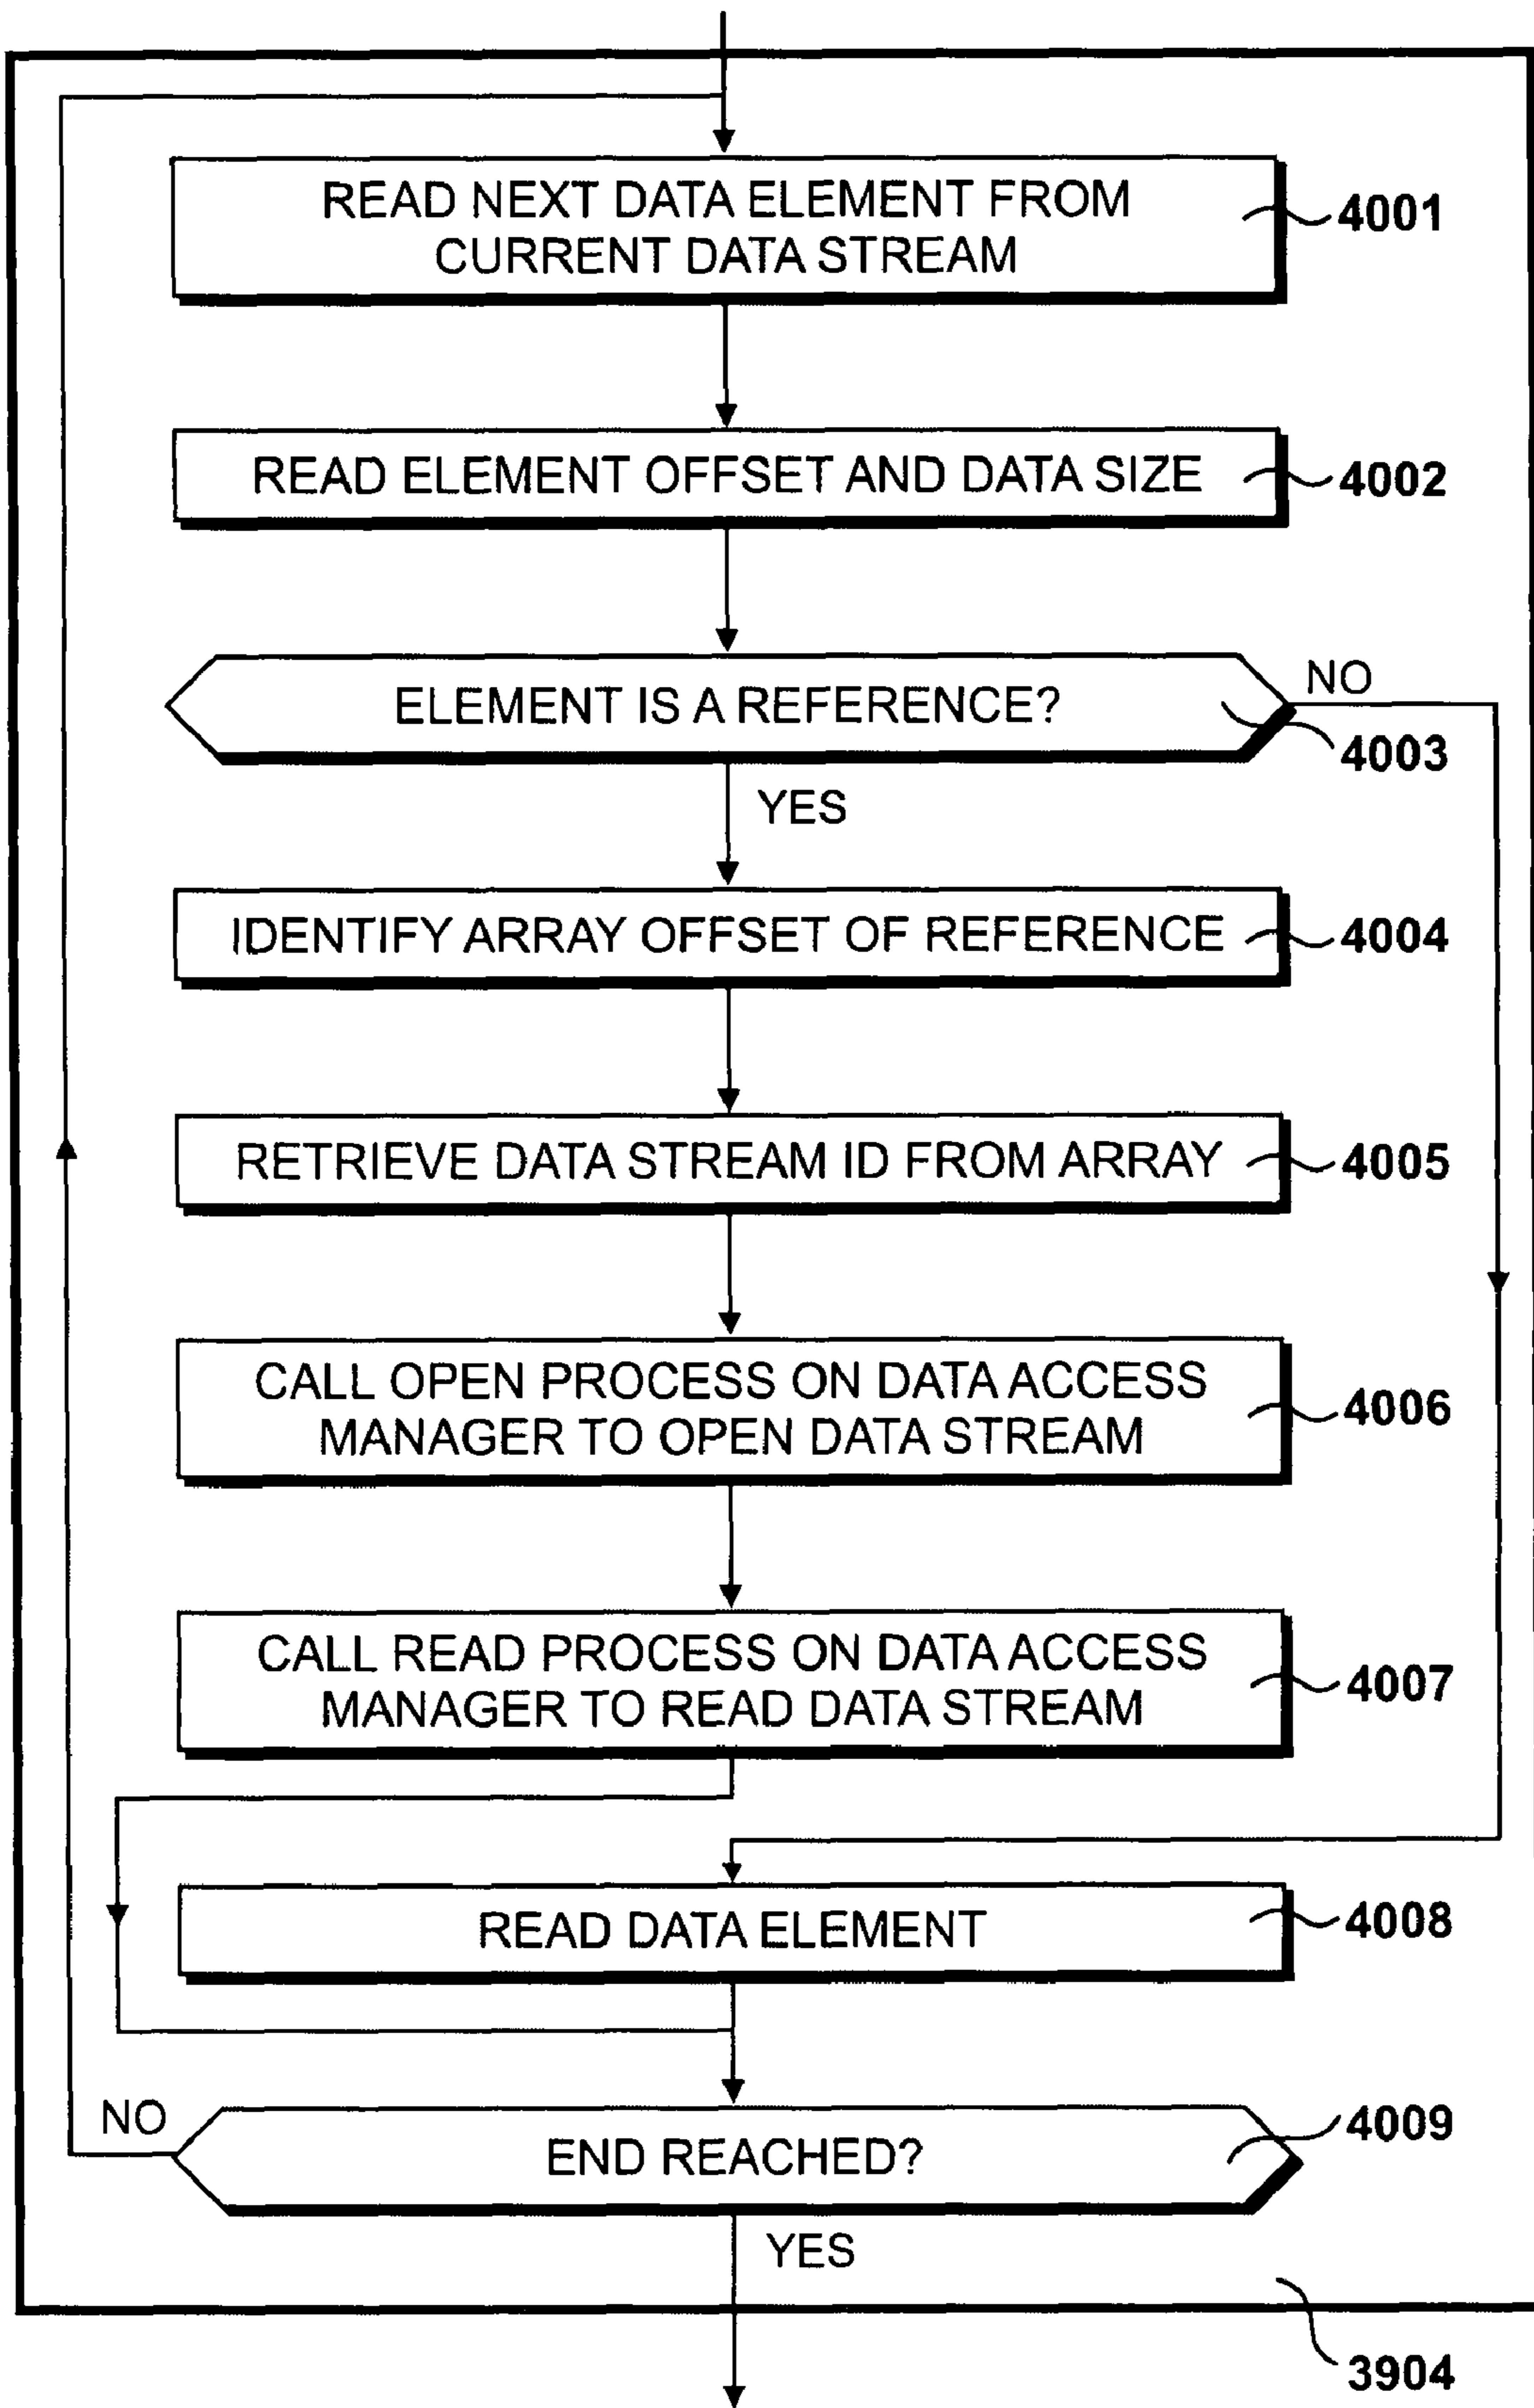 READ NEXT DATA ELEMENT FROM
CURRENT DATA STREAM
4001
READ ELEMENT OFFSET AND DATA SIZE
4002
ELEMENT IS A REFERENCE?
NO
4003
YES
IDENTIFY ARRAY OFFSET OF REFERENCE
4004
RETRIEVE DATA STREAM ID FROM ARRAY
4005
CALL OPEN PROCESS ON DATA ACCESS
MANAGER TO OPEN DATA STREAM
4006
CALL READ PROCESS ON DATA ACCESS
MANAGER TO READ DATA STREAM
4007
READ DATA ELEMENT
4008
NO
END REACHED?
4009
YES
3904